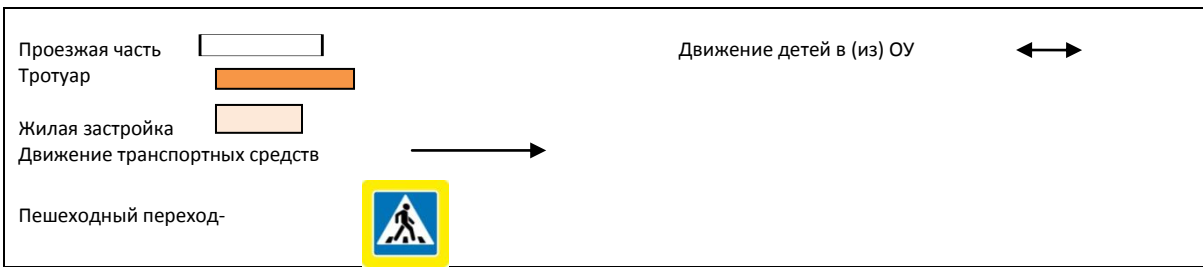 Проезжая часть
Движение детей в (из) ОУ
Тротуар
Жилая застройка
Движение транспортных средств
Пешеходный переход-